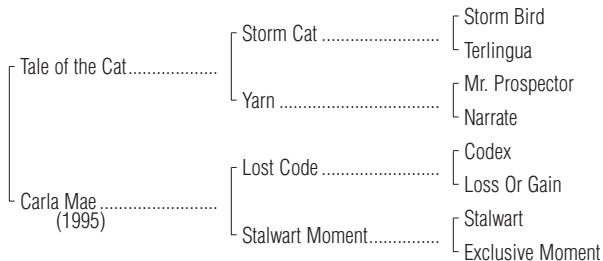 Storm Bird
Storm Cat ........................
Terlingua
Tale of the Cat..................
Mr. Prospector
Yarn ................................
Narrate
Codex
Lost Code ........................
Loss Or Gain
Carla Mae ........................
(1995)
Stalwart
Stalwart Moment..............
Exclusive Moment